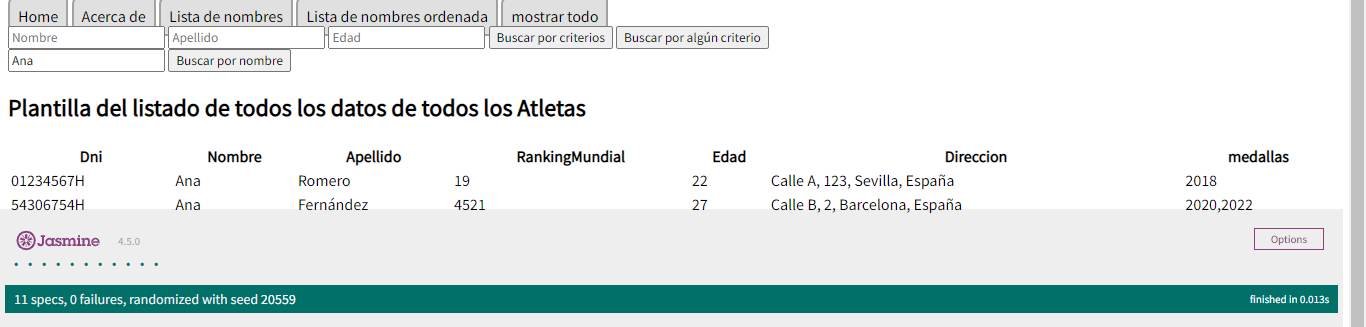 Home Acerca de Lista de nombres Lista de nombres ordenada mostrar todo
Nombre Apellido Edad Buscar por criterios Buscar por algún criterio
Ana Buscar por nombre
Plantilla del listado de todos los datos de todos los Atletas
Dni Nombre Apellido RankingMundial Edad Direccion medallas
01234567H Ana Romero 19 22 Calle A, 123, Sevilla, España 2018
54306754H Ana Fernández 4521 27 Calle B, 2, Barcelona, España 2020,2022
Jasmine 4.5.0 Options
11 specs, 0 failures, randomized with seed 20559 finished in 0.013s